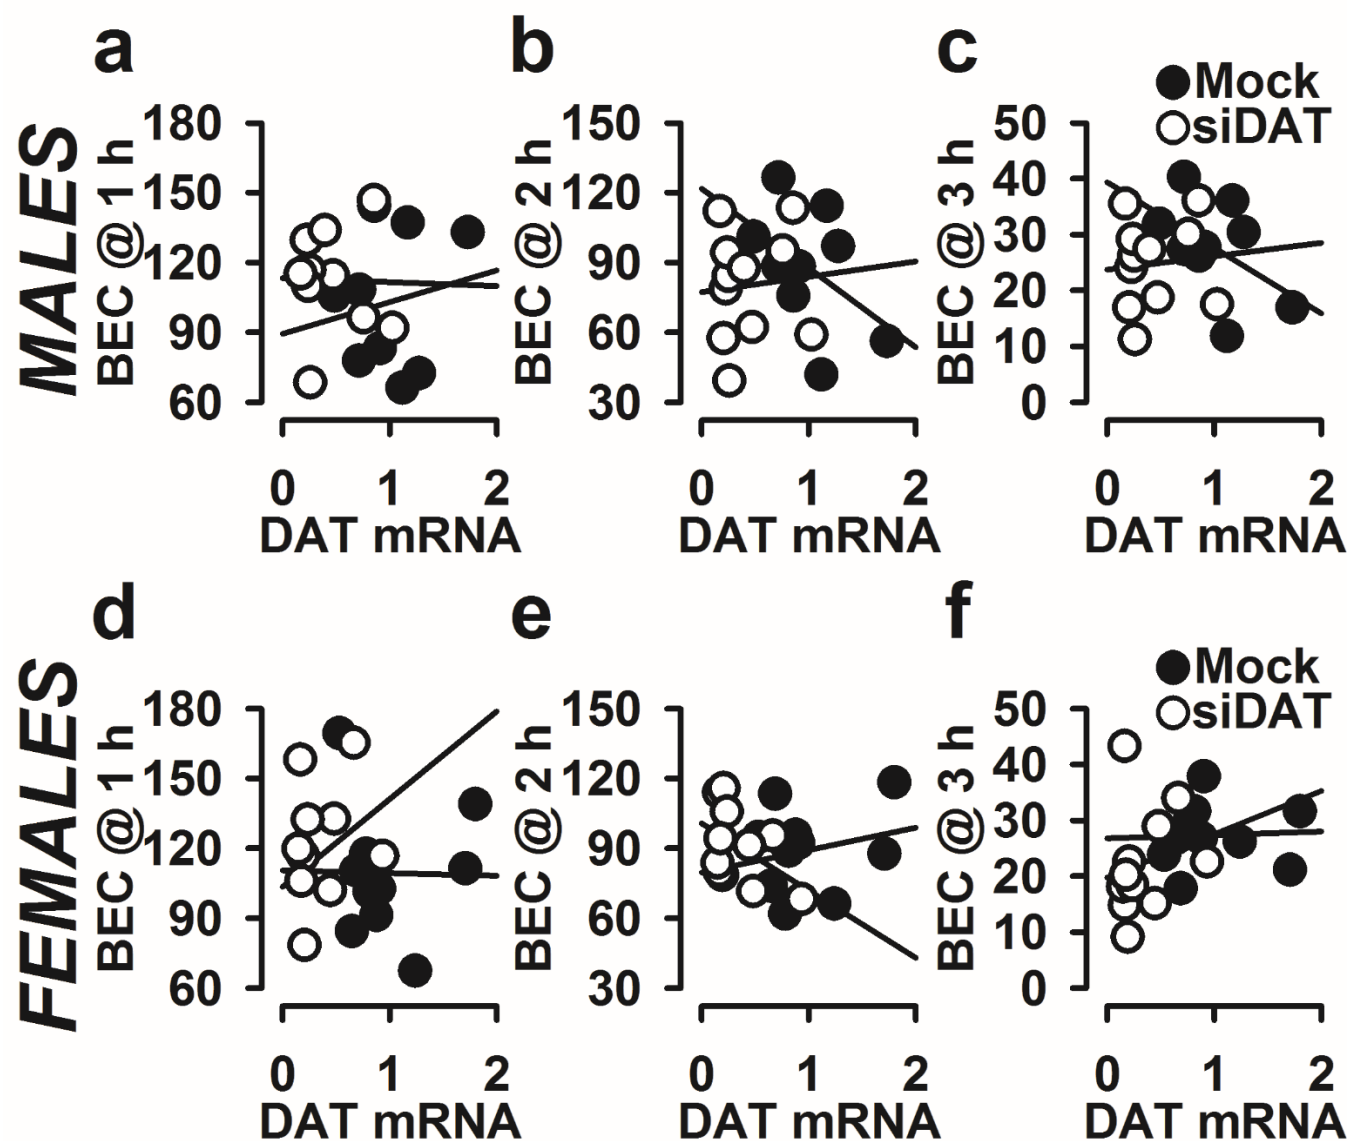 a
b
c
MALES
BEC @ 1 h
180
150
120
90
60
0 1 2
DAT mRNA
BEC @ 2 h
150
120
90
60
30
0 1 2
DAT mRNA
BEC @ 3 h
50
40
30
20
10
0
0 1 2
DAT mRNA
Mock
siDAT
d
e
f
FEMALES
BEC @ 1 h
180
150
120
90
60
0 1 2
DAT mRNA
BEC @ 2 h
150
120
90
60
30
0 1 2
DAT mRNA
BEC @ 3 h
50
40
30
20
10
0
0 1 2
DAT mRNA
Mock
siDAT